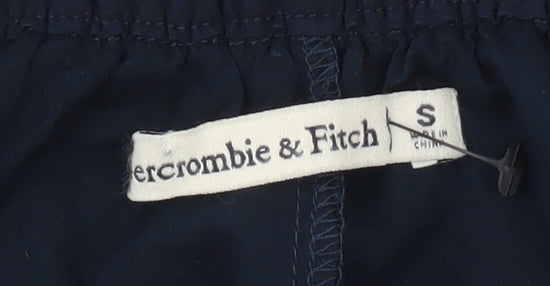 ercrombie & Fitch
S
MADE IN
CHINA